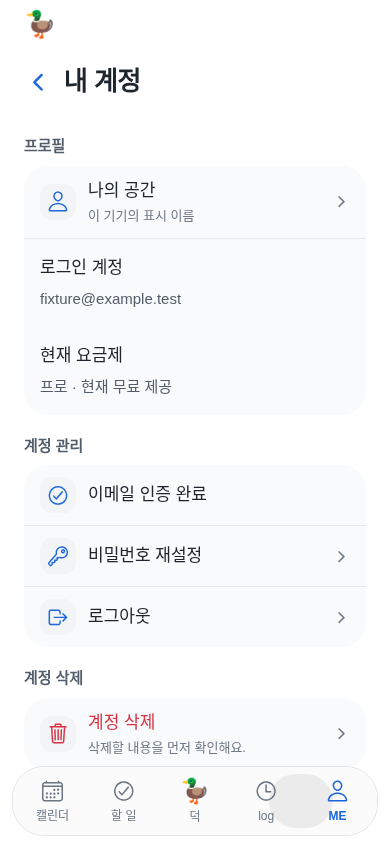 내 계정
프로필
나의 공간
이 기기의 표시 이름
로그인 계정
fixture@example.test
현재 요금제
프로 · 현재 무료 제공
계정 관리
이메일 인증 완료
비밀번호 재설정
로그아웃
계정 삭제
계정 삭제
삭제할 내용을 먼저 확인해요.
캘린더
할 일
덕
log
ME